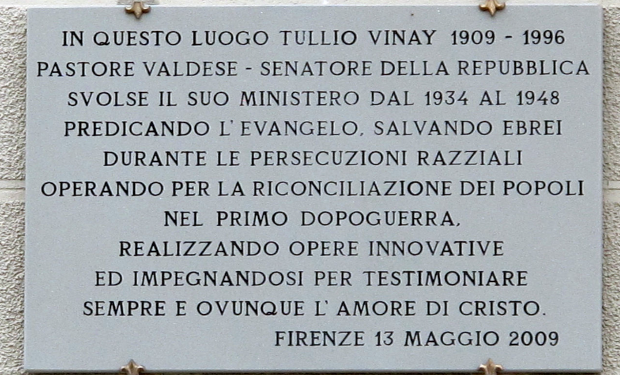 IN QUESTO LUOGO TULLIO VINAY 1909 - 1996
PASTORE VALDESE - SENATORE DELLA REPUBBLICA
SVOLSE IL SUO MINISTERO DAL 1934 AL 1948
PREDICANDO L' EVANGELO, SALVANDO EBREI
DURANTE LE PERSECUZIONI RAZZIALI
OPERANDO PER LA RICONCILIAZIONE DEI POPOLI
NEL PRIMO DOPOGUERRA,
REALIZZANDO OPERE INNOVATIVE
ED IMPEGNANDOSI PER TESTIMONIARE
SEMPRE E OVUNQUE L' AMORE DI CRISTO.
FIRENZE 13 MAGGIO 2009